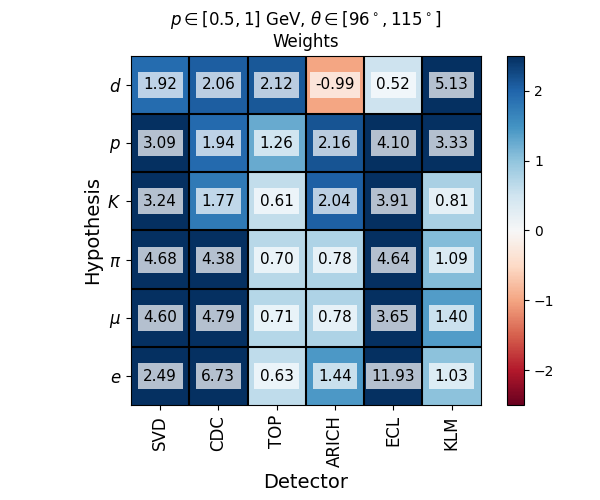 p ∈ [0.5, 1] GeV, θ ∈ [96°, 115°]
Weights
Hypothesis
d 1.92 2.06 2.12 -0.99 0.52 5.13
p 3.09 1.94 1.26 2.16 4.10 3.33
K 3.24 1.77 0.61 2.04 3.91 0.81
π 4.68 4.38 0.70 0.78 4.64 1.09
μ 4.60 4.79 0.71 0.78 3.65 1.40
e 2.49 6.73 0.63 1.44 11.93 1.03
SVD CDC TOP ARICH ECL KLM
Detector
2
1
0
−1
−2